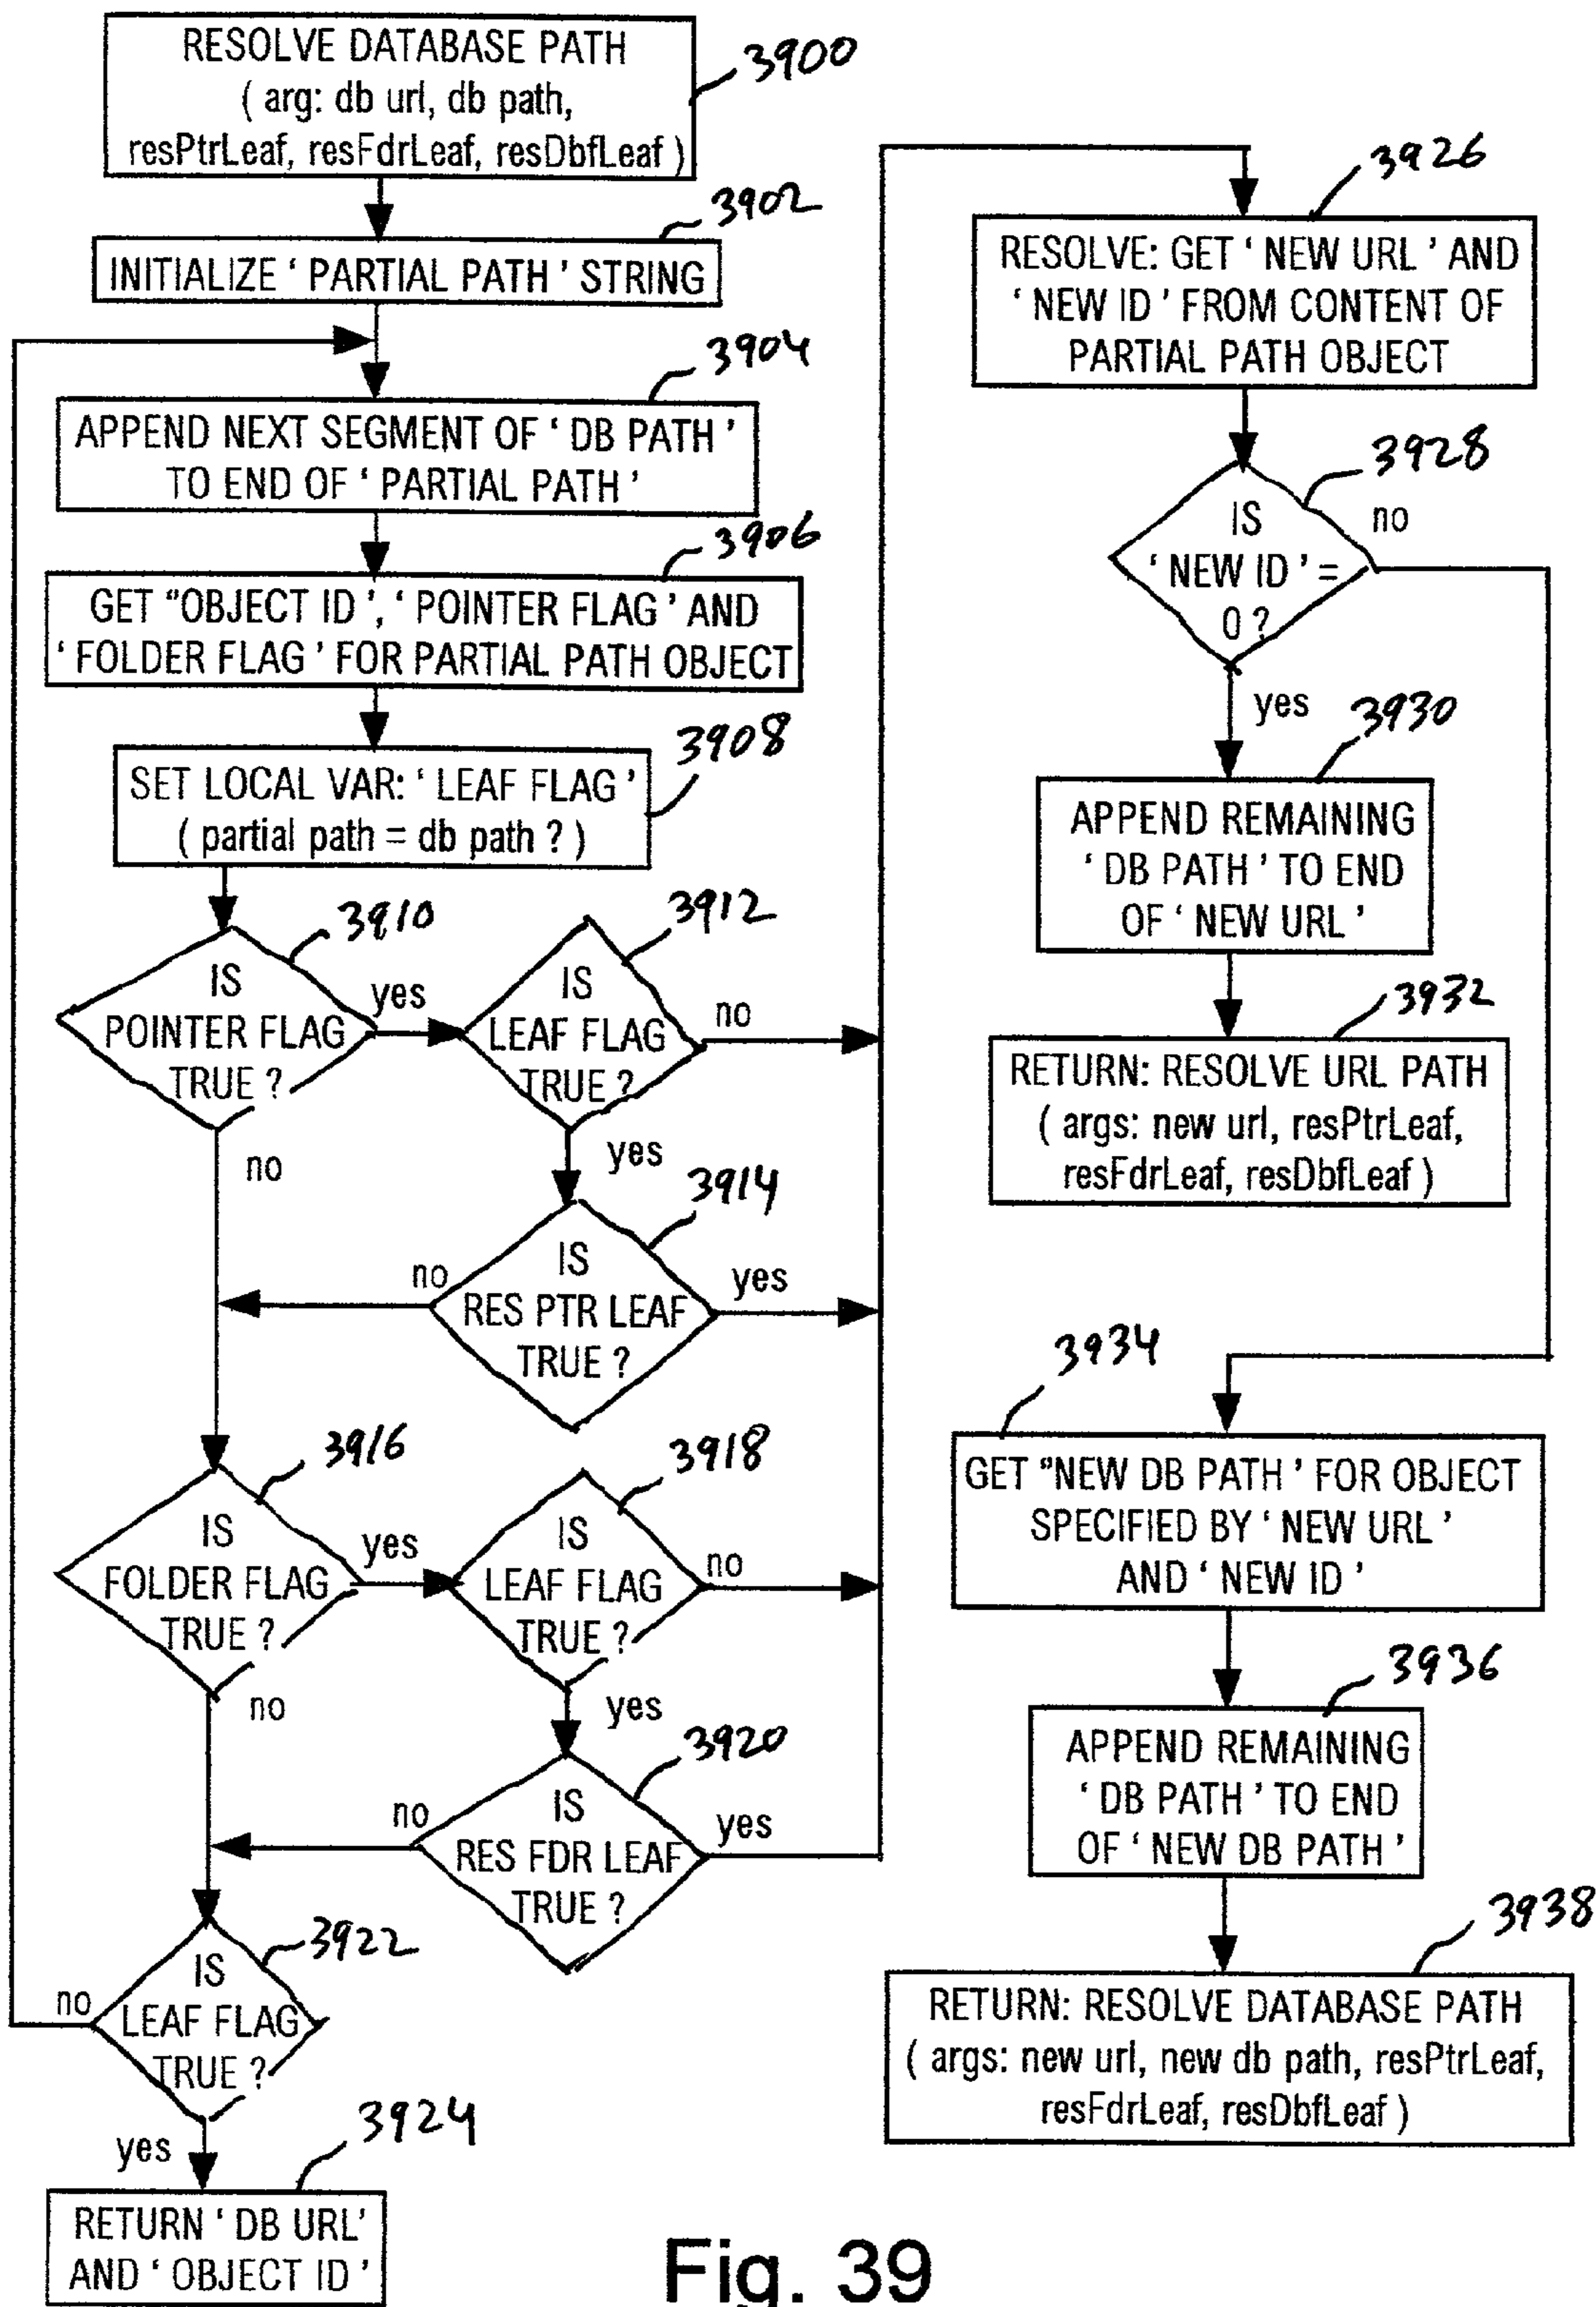 RESOLVE DATABASE PATH
( arg: db url, db path,
resPtrLeaf, resFdrLeaf, resDbfLeaf )
3900
3902
INITIALIZE ‘ PARTIAL PATH ’ STRING
3904
APPEND NEXT SEGMENT OF ‘ DB PATH ’
TO END OF ‘ PARTIAL PATH ’
3906
GET "OBJECT ID ’, ‘ POINTER FLAG ’ AND
‘ FOLDER FLAG ’ FOR PARTIAL PATH OBJECT
3908
SET LOCAL VAR: ‘ LEAF FLAG ’
( partial path = db path ? )
3910
IS
POINTER FLAG
TRUE ?
yes
no
3912
IS
LEAF FLAG
TRUE ?
no
yes
3914
IS
RES PTR LEAF
TRUE ?
no
yes
3916
IS
FOLDER FLAG
TRUE ?
yes
no
3918
IS
LEAF FLAG
TRUE ?
no
yes
3920
IS
RES FDR LEAF
TRUE ?
no
yes
3922
IS
LEAF FLAG
TRUE ?
no
yes
3924
RETURN ‘ DB URL’
AND ‘ OBJECT ID ’
3926
RESOLVE: GET ‘ NEW URL ’ AND
‘ NEW ID ’ FROM CONTENT OF
PARTIAL PATH OBJECT
3928
IS
‘ NEW ID ’ =
0 ?
no
yes
3930
APPEND REMAINING
‘ DB PATH ’ TO END
OF ‘ NEW URL ’
3932
RETURN: RESOLVE URL PATH
( args: new url, resPtrLeaf,
resFdrLeaf, resDbfLeaf )
3934
GET "NEW DB PATH ’ FOR OBJECT
SPECIFIED BY ‘ NEW URL ’
AND ‘ NEW ID ’
3936
APPEND REMAINING
‘ DB PATH ’ TO END
OF ‘ NEW DB PATH ’
3938
RETURN: RESOLVE DATABASE PATH
( args: new url, new db path, resPtrLeaf,
resFdrLeaf, resDbfLeaf )
Fig. 39